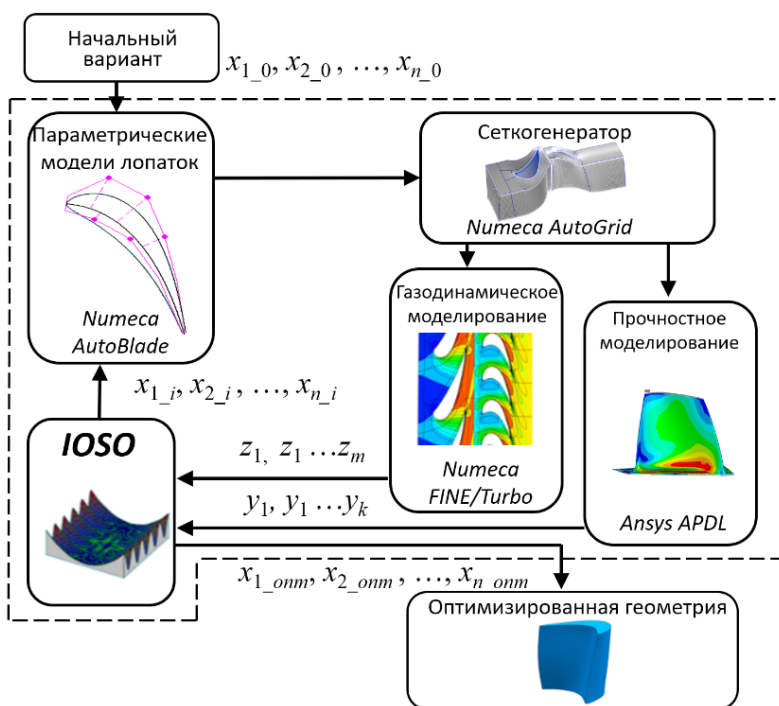 Начальный
вариант
x1_0, x2_0 , …, xn_0
Параметрические
модели лопаток
Numeca
AutoBlade
Сеткогенератор
Numeca AutoGrid
Газодинамическое
моделирование
Numeca
FINE/Turbo
Прочностное
моделирование
Ansys APDL
x1_i, x2_i , …, xn_i
IOSO
z1, z1 …zm
y1, y1 …yk
x1_опт, x2_опт , …, xn_опт
Оптимизированная геометрия